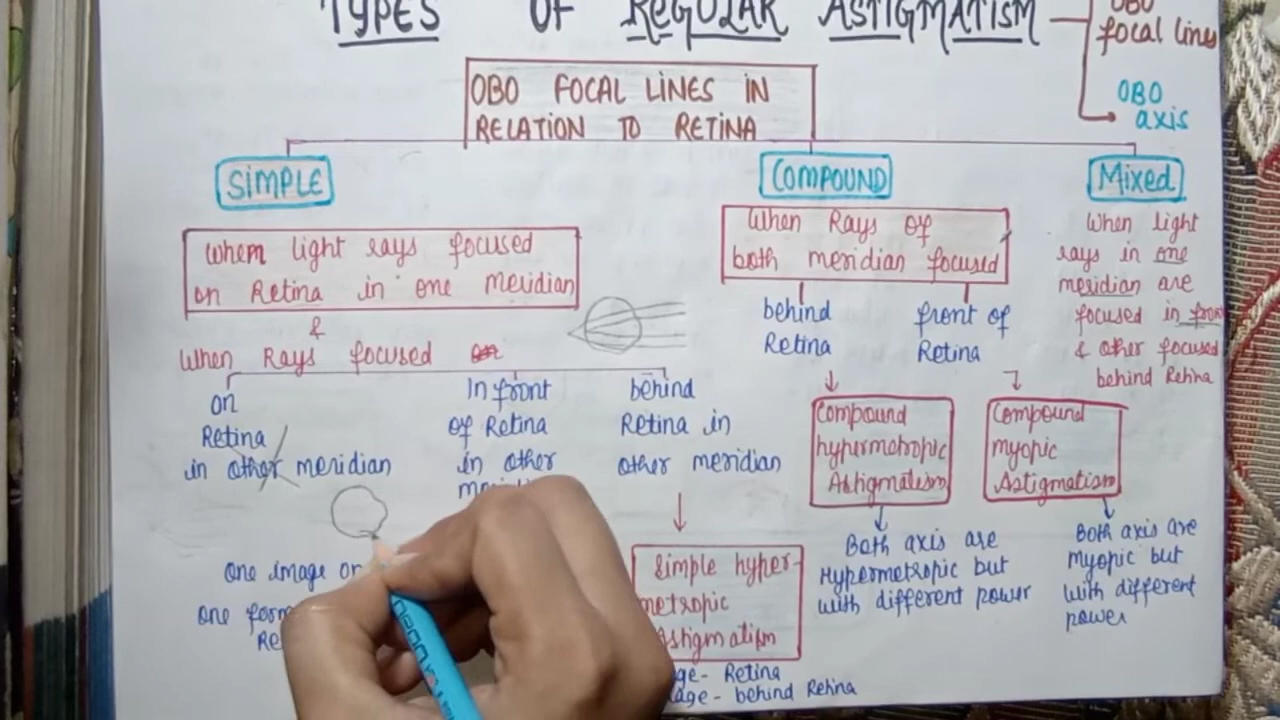 TYPES OF REGULAR ASTIGMATISM
OBO
focal lines
OBO
axis
OBO FOCAL LINES IN
RELATION TO RETINA
SIMPLE
When light rays focused
on Retina in one meridian
&
When Rays focused
on
Retina
in other meridian
In front
of Retina
in other
behind
Retina in
other meridian
One image on
One
Simple hyper-
metropic
Astigmatism
Retina
behind Retina
COMPOUND
When Rays of
both meridian focused
behind
Retina
front of
Retina
Compound
hypermetropic
Astigmatism
Compound
myopic
Astigmatism
Both axis are
Hypermetropic but
with different power
Both axis are
myopic but
with different
power
Mixed
When light
rays in one
meridian are
focused in front
& other focused
behind Retina